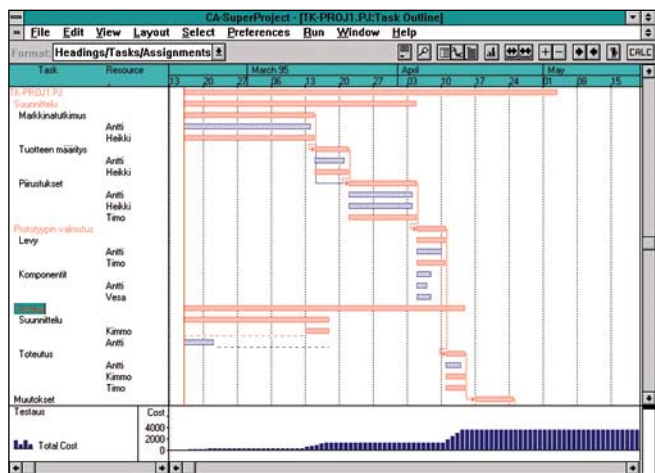 CA-SuperProject - [TK-PROJ1.PJ:Task Outline]
File Edit View Layout Select Preferences Run Window Help
Format: Headings/Tasks/Assignments CALC
Task Resource March 95 April May
13 20 27 06 13 20 27 03 10 17 24 01 08 15
TK-PROJ1.PJ
Suunnittelu
Markkinatutkimus
Antti
Heikki
Tuotteen määritys
Antti
Heikki
Piirustukset
Antti
Heikki
Timo
Prototyypin valmistus
Levy
Antti
Timo
Komponentit
Antti
Vesa
Suunnittelu
Kimmo
Antti
Toteutus
Antti
Kimmo
Timo
Muutokset
Testaus Cost
4000
2000
Total Cost 0